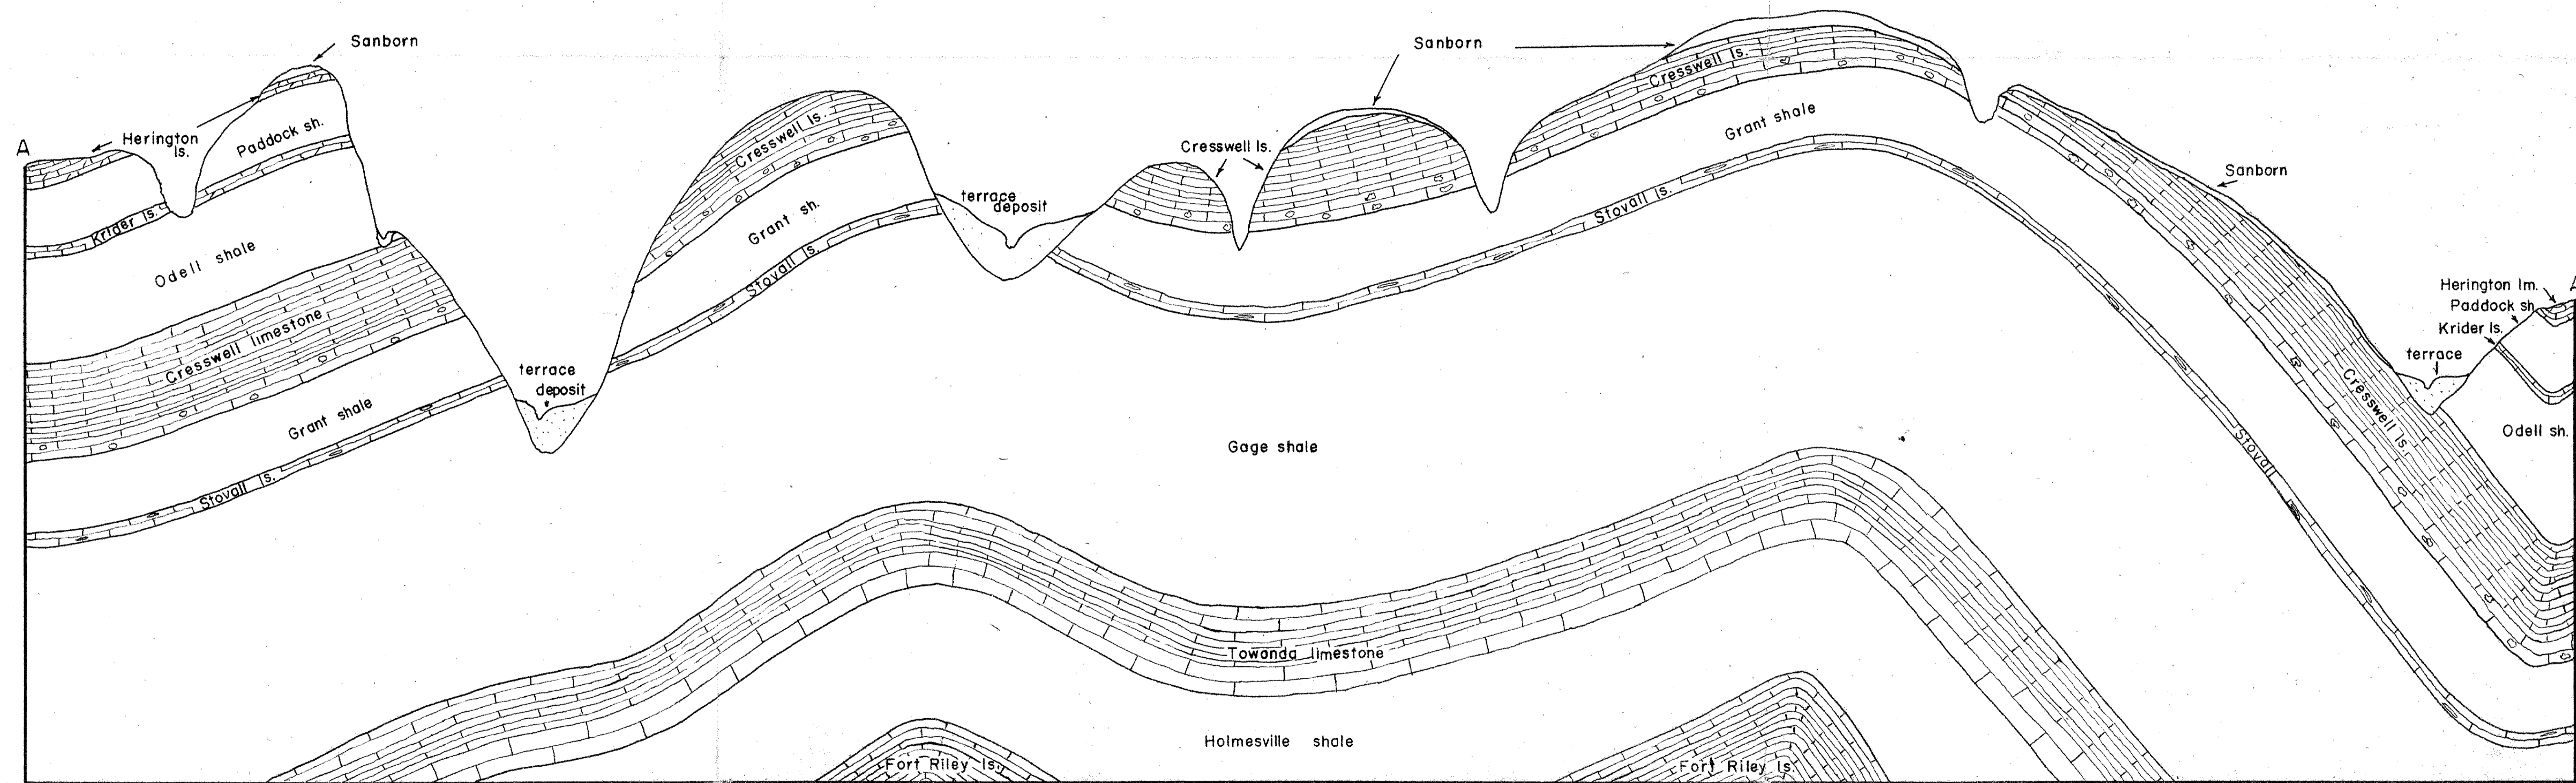 Sanborn
A
Herington
ls.
Paddock sh.
Krider ls.
Odell shale
Cresswell limestone
Grant shale
Stovall ls.
terrace
deposit
Cresswell ls.
Grant sh.
Stovall ls.
terrace
deposit
Cresswell ls.
Sanborn
Cresswell ls.
Grant shale
Stovall ls.
Gage shale
Towanda limestone
Holmesville shale
Fort Riley ls.
Fort Riley ls.
Sanborn
Herington lm.
Paddock sh.
Krider ls.
terrace
Cresswell ls.
Stovall
Odell sh.